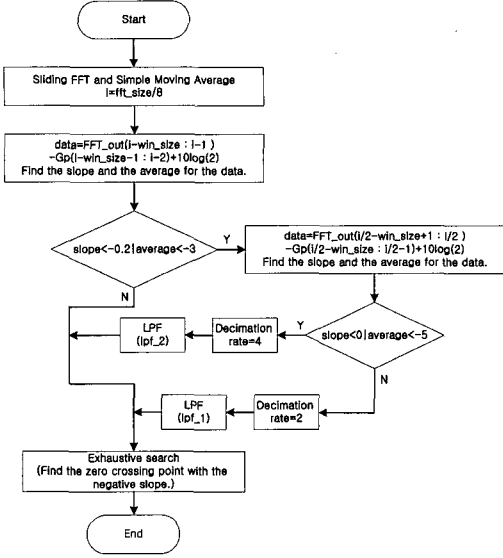 Start
Sliding FFT and Simple Moving Average
i=fft_size/8
data=FFT_out(i-win_size : i-1 )
-Gp(i-win_size-1 : i-2)+10log(2)
Find the slope and the average for the data.
slope<-0.2|average<-3
Y
data=FFT_out(i/2-win_size+1 : i/2 )
-Gp(i/2-win_size : i/2-1)+10log(2)
Find the slope and the average for the data.
N
LPF
(lpf_2)
Decimation
rate=4
Y
slope<0|average<-5
N
LPF
(lpf_1)
Decimation
rate=2
Exhaustive search
(Find the zero crossing point with the
negative slope.)
End